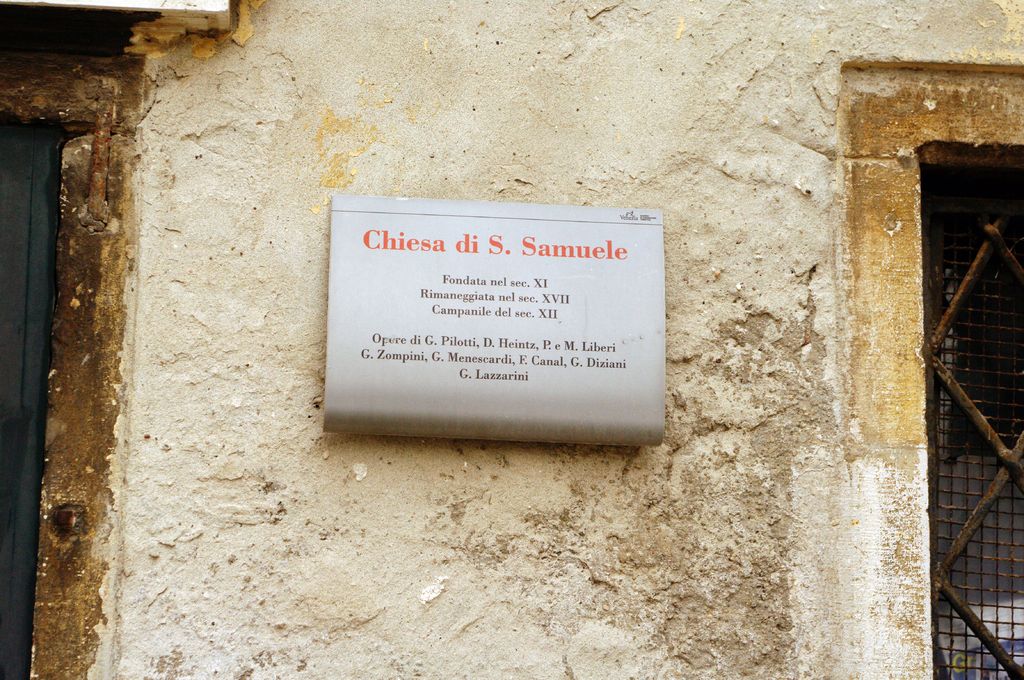 Venezia
Chiesa di S. Samuele
Fondata nel sec. XI
Rimaneggiata nel sec. XVII
Campanile del sec. XII
Opere di G. Pilotti, D. Heintz, P. e M. Liberi
G. Zompini, G. Menescardi, F. Canal, G. Diziani
G. Lazzarini